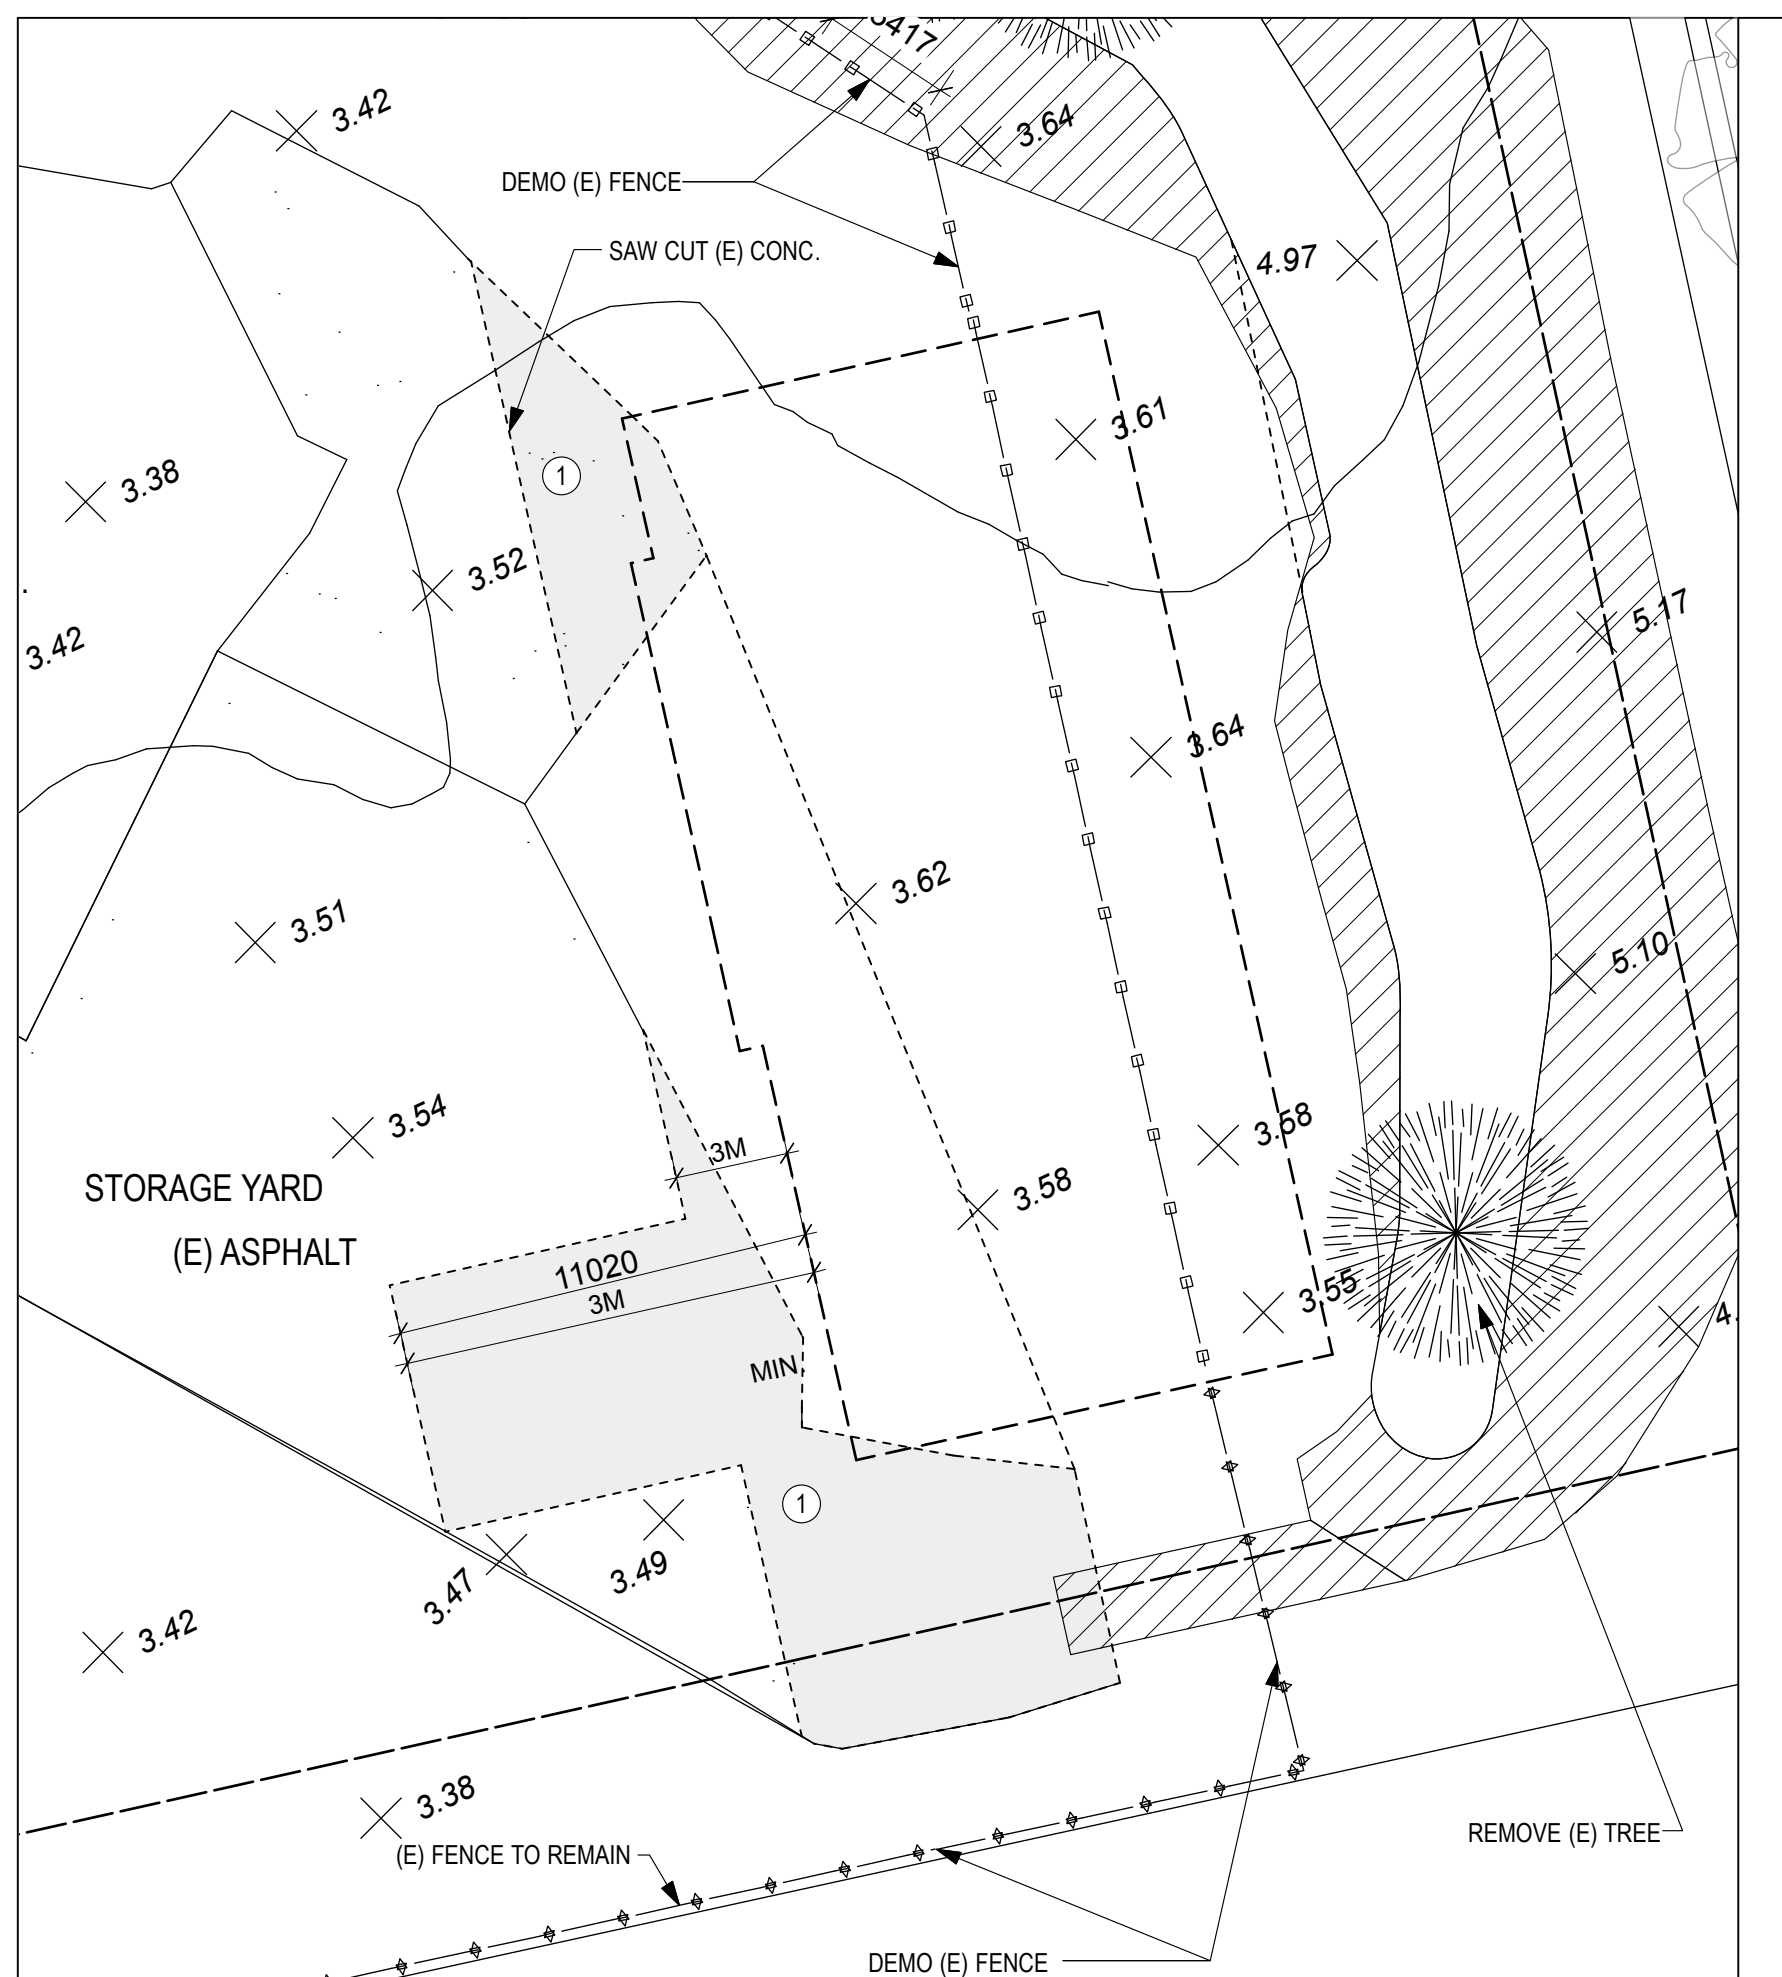 3.42
3.64
DEMO (E) FENCE
SAW CUT (E) CONC.
4.97
3.61
1
3.38
3.52
5.17
3.42
3.64
3.62
3.51
5.10
3.54
3.58
3M
STORAGE YARD
3.58
(E) ASPHALT
11020
3M
3.55
4.
MIN.
1
3.49
3.47
3.42
3.38
(E) FENCE TO REMAIN
REMOVE (E) TREE
DEMO (E) FENCE